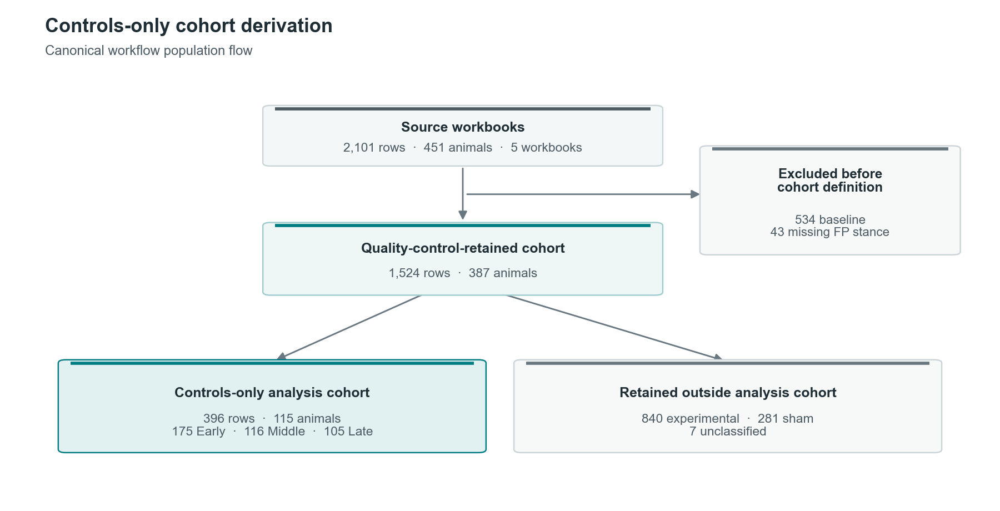 Controls-only cohort derivation
Canonical workflow population flow
Source workbooks
2,101 rows · 451 animals · 5 workbooks
Excluded before
cohort definition
534 baseline
43 missing FP stance
Quality-control-retained cohort
1,524 rows · 387 animals
Controls-only analysis cohort
396 rows · 115 animals
175 Early · 116 Middle · 105 Late
Retained outside analysis cohort
840 experimental · 281 sham
7 unclassified